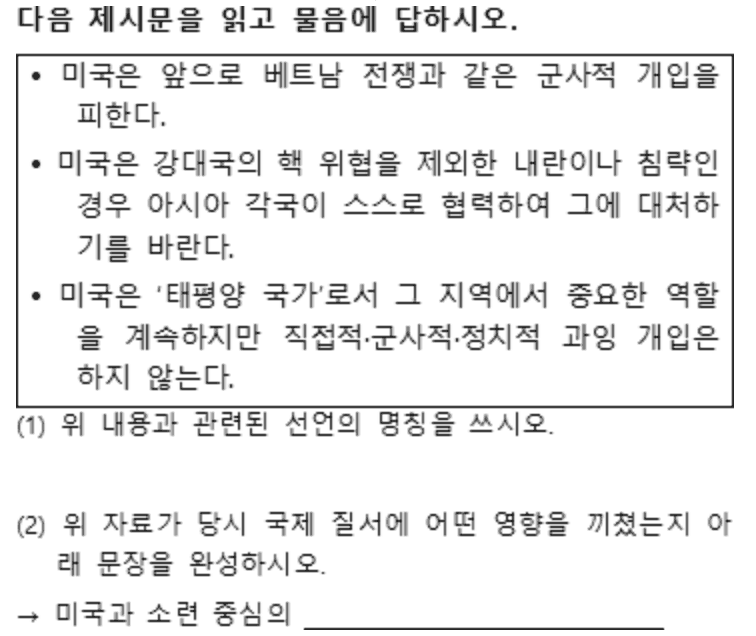 다음 제시문을 읽고 물음에 답하시오.
• 미국은 앞으로 베트남 전쟁과 같은 군사적 개입을
피한다.
• 미국은 강대국의 핵 위협을 제외한 내란이나 침략인
경우 아시아 각국이 스스로 협력하여 그에 대처하
기를 바란다.
• 미국은 ‘태평양 국가’로서 그 지역에서 중요한 역할
을 계속하지만 직접적·군사적·정치적 과잉 개입은
하지 않는다.
(1) 위 내용과 관련된 선언의 명칭을 쓰시오.
(2) 위 자료가 당시 국제 질서에 어떤 영향을 끼쳤는지 아
래 문장을 완성하시오.
→ 미국과 소련 중심의